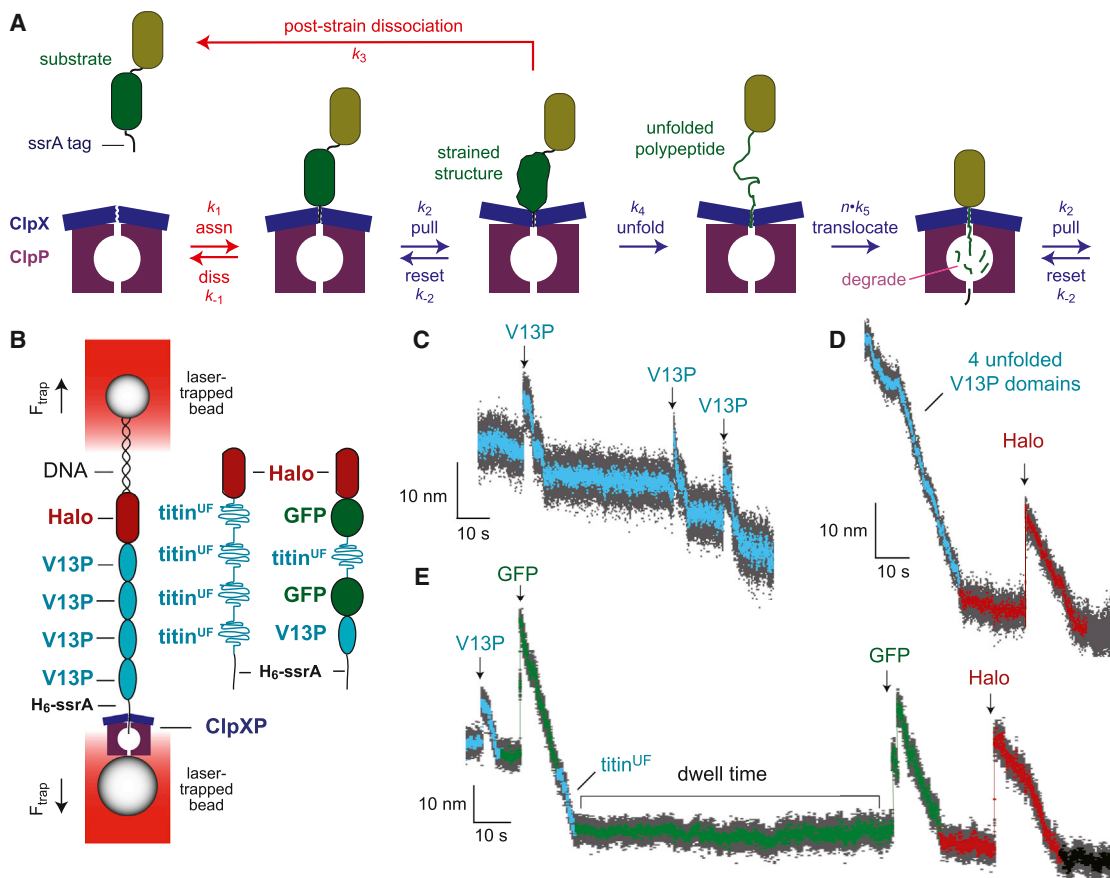 A
post-strain dissociation
k3
substrate
ssrA tag
strained
structure
unfolded
polypeptide
ClpX
ClpP
k1
assn
diss
k-1
k2
pull
reset
k-2
k4
unfold
n•k5
translocate
degrade
k2
pull
reset
k-2
B
Ftrap
laser-
trapped
bead
DNA
Halo
V13P
V13P
V13P
V13P
H6-ssrA
ClpXP
Ftrap
laser-
trapped
bead
Halo
titinUF
titinUF
titinUF
titinUF
GFP
titinUF
GFP
V13P
H6-ssrA
C
V13P
V13P
V13P
10 nm
10 s
D
4 unfolded
V13P domains
Halo
10 nm
10 s
E
V13P
GFP
titinUF
dwell time
GFP
Halo
10 nm
10 s